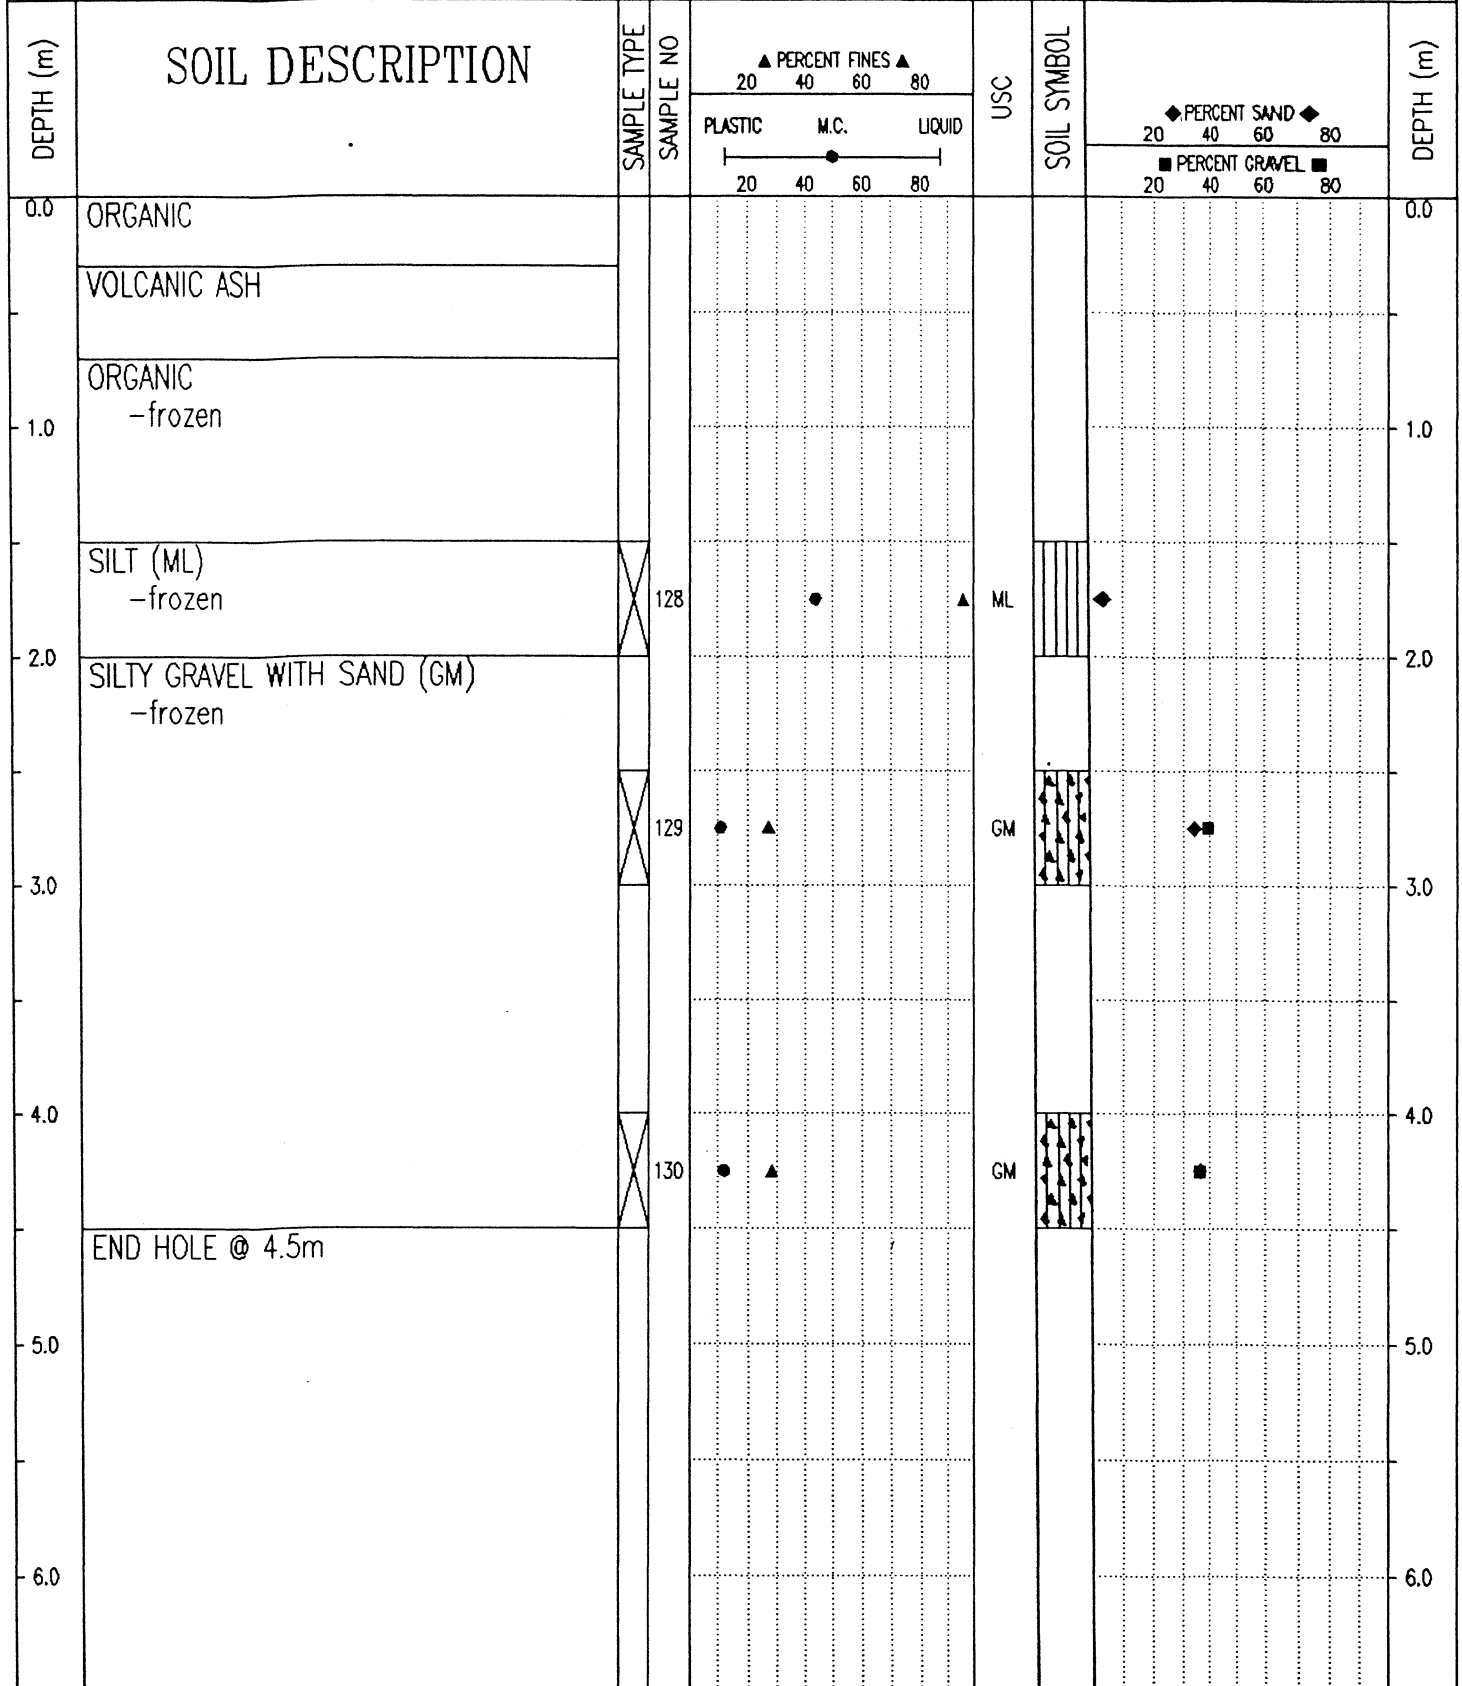 DEPTH (m)
SOIL DESCRIPTION
SAMPLE TYPE
SAMPLE NO
▲ PERCENT FINES ▲
20 40 60 80
PLASTIC M.C. LIQUID
20 40 60 80
USC
SOIL SYMBOL
◆ PERCENT SAND ◆
20 40 60 80
■ PERCENT GRAVEL ■
20 40 60 80
DEPTH (m)
0.0 ORGANIC 0.0
VOLCANIC ASH
ORGANIC
-frozen
1.0 1.0
SILT (ML)
-frozen 128 ML
2.0 2.0
SILTY GRAVEL WITH SAND (GM)
-frozen
129 GM
3.0 3.0
4.0 4.0
130 GM
END HOLE @ 4.5m
5.0 5.0
6.0 6.0